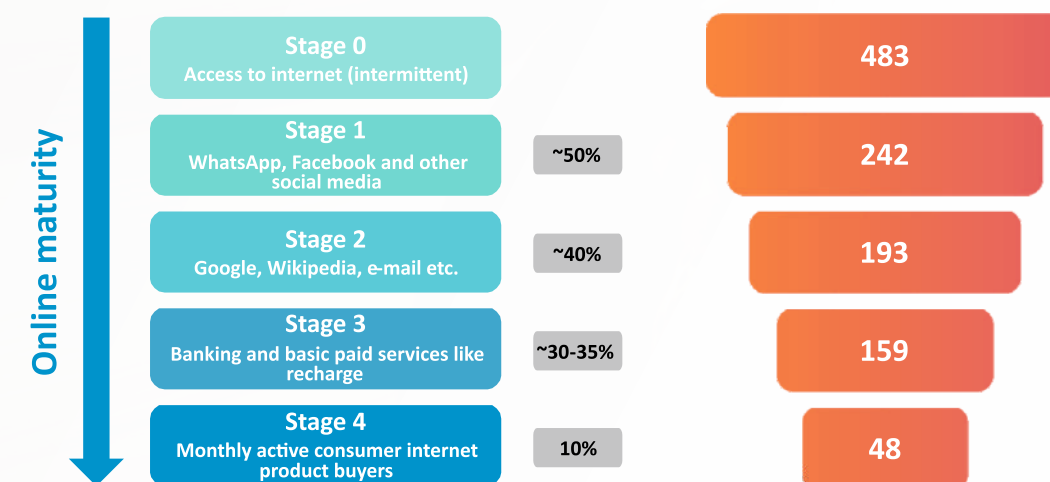 Online maturity
Stage 0
Access to internet (intermittent)
483
Stage 1
WhatsApp, Facebook and other
social media
~50%
242
Stage 2
Google, Wikipedia, e-mail etc.
~40%
193
Stage 3
Banking and basic paid services like
recharge
~30-35%
159
Stage 4
Monthly active consumer internet
product buyers
10%
48